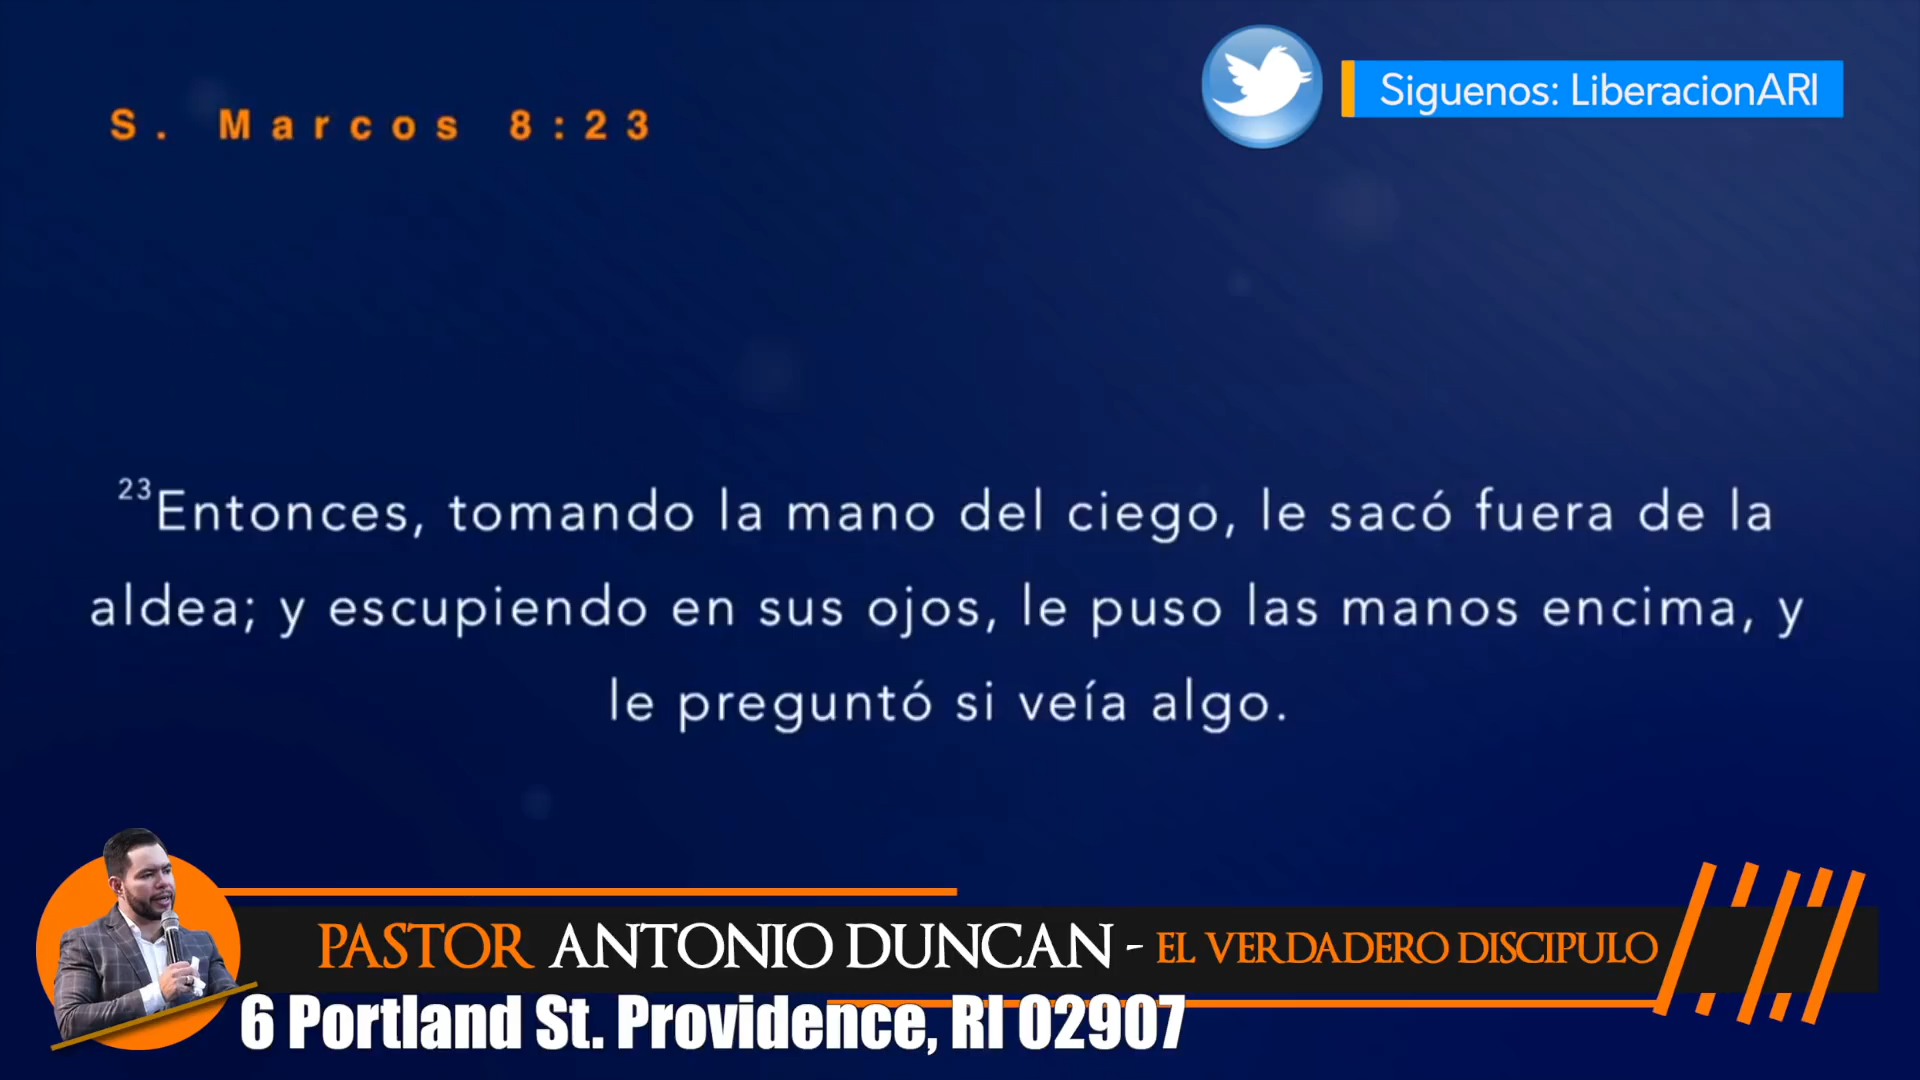 S. Marcos 8:23
Siguenos: LiberacionARI
23Entonces, tomando la mano del ciego, le sacó fuera de la
aldea; y escupiendo en sus ojos, le puso las manos encima, y
le preguntó si veía algo.
PASTOR ANTONIO DUNCAN - EL VERDADERO DISCIPULO
6 Portland St. Providence, RI 02907